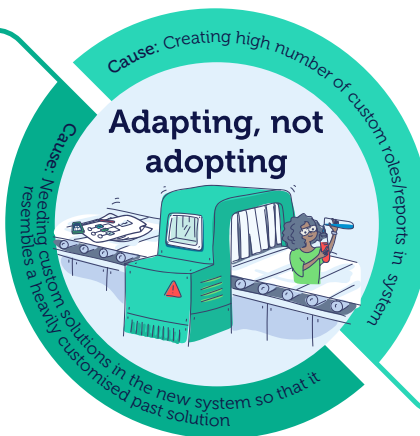 Cause: Creating high number of custom roles/reports in system
Adapting, not
adopting
Cause: Needing custom solutions in the new system so that it
resembles a heavily customised past solution